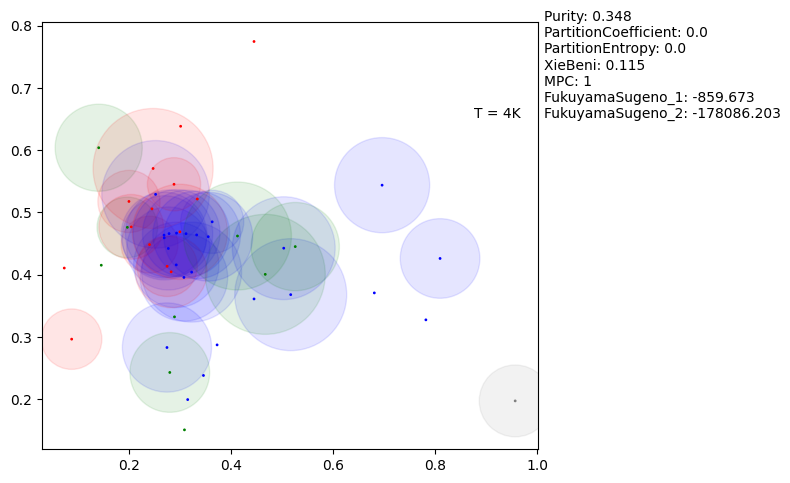 Purity: 0.348
PartitionCoefficient: 0.0
PartitionEntropy: 0.0
XieBeni: 0.115
MPC: 1
FukuyamaSugeno_1: -859.673
FukuyamaSugeno_2: -178086.203
T = 4K
0.8
0.7
0.6
0.5
0.4
0.3
0.2
0.2 0.4 0.6 0.8 1.0